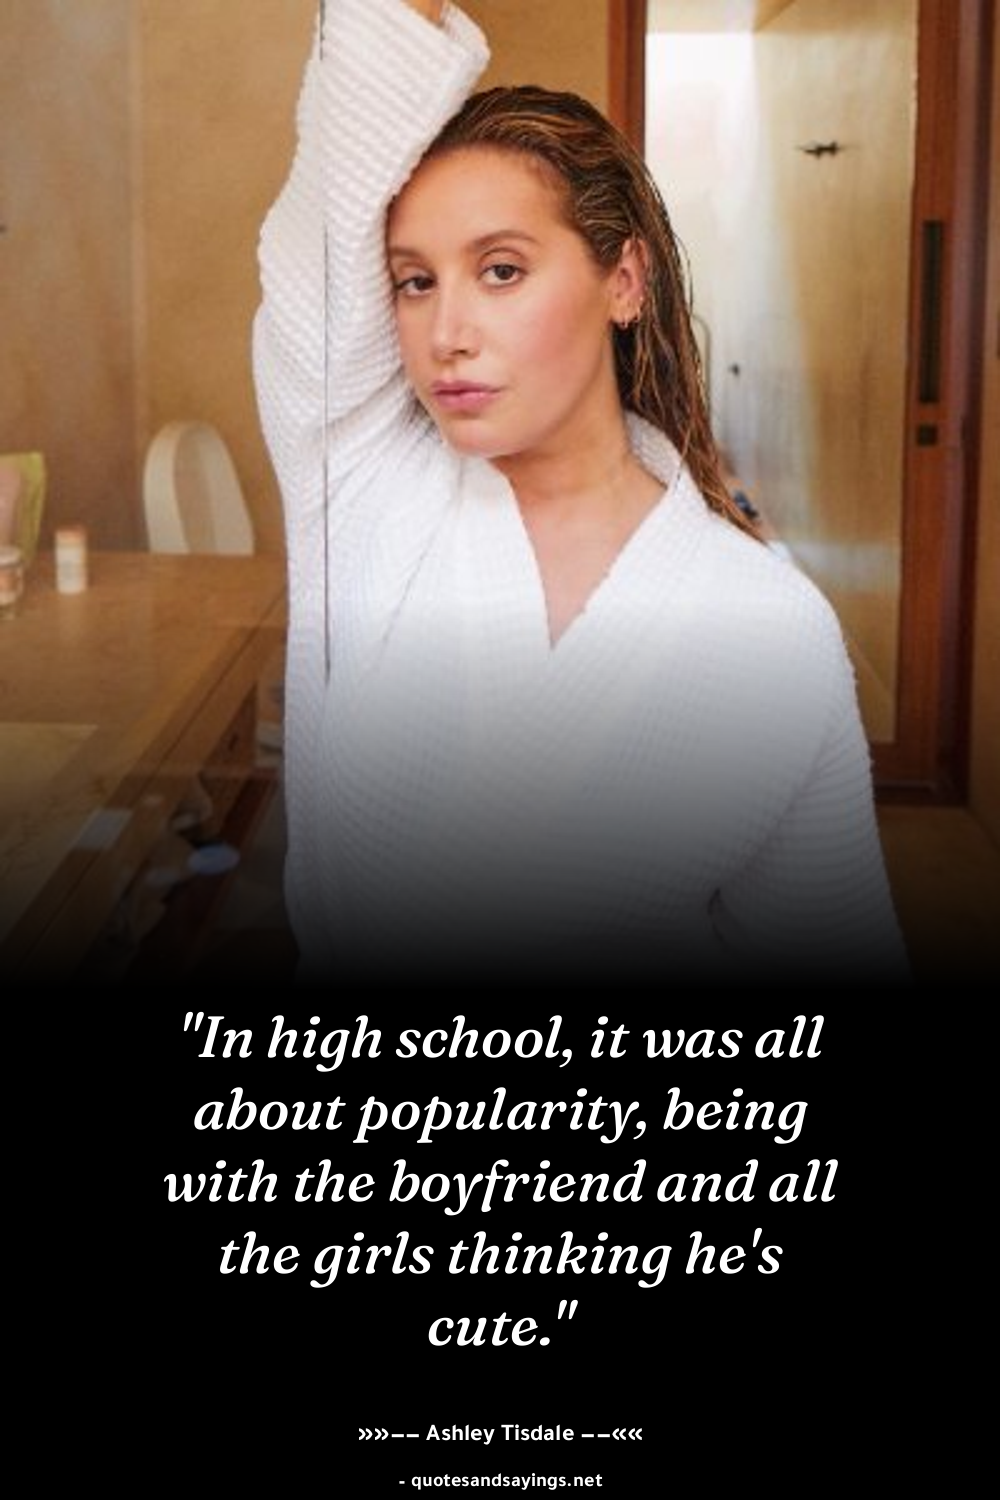 "In high school, it was all
about popularity, being
with the boyfriend and all
the girls thinking he's
cute."
»»−− Ashley Tisdale −−««
- quotesandsayings.net